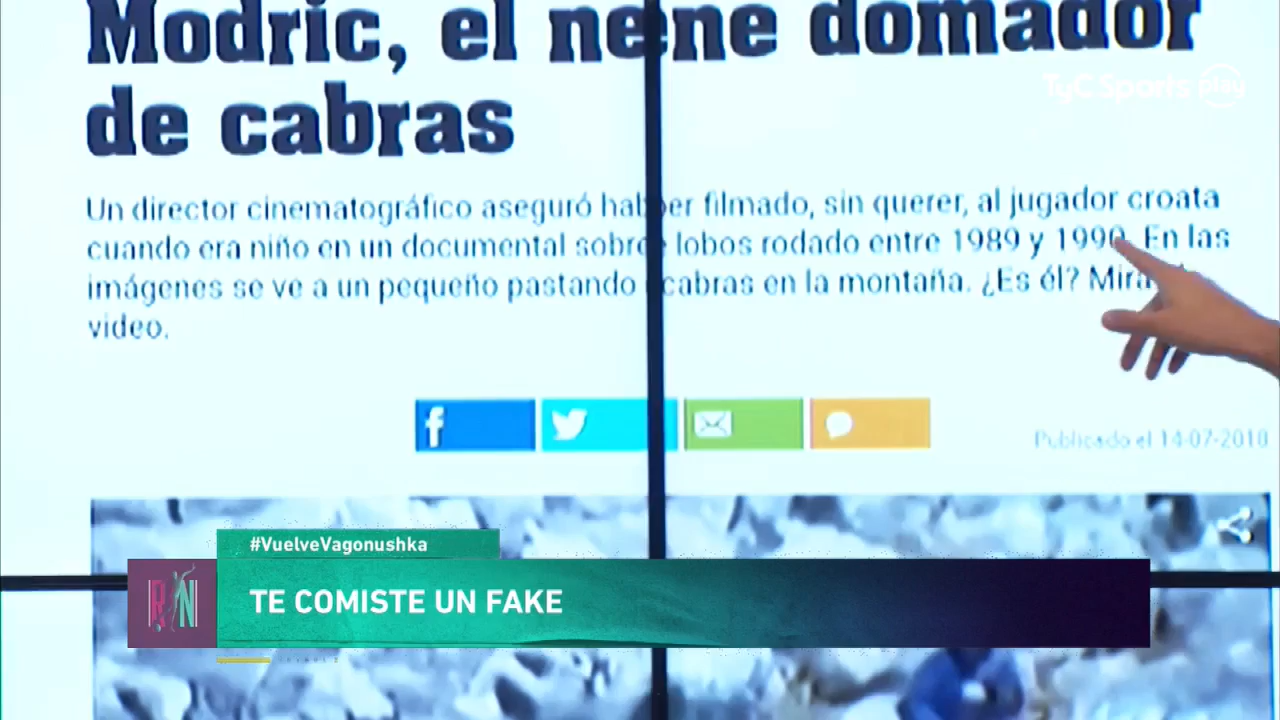 Modric, el nene domador
de cabras
TyC Sports play
Un director cinematográfico aseguró haber filmado, sin querer, al jugador croata
cuando era niño en un documental sobre lobos rodado entre 1989 y 1990. En las
imágenes se ve a un pequeño pastando cabras en la montaña. ¿Es él?
video.
Publicado el 14-07-2018
#VuelveVagonushka
RN
TE COMISTE UN FAKE